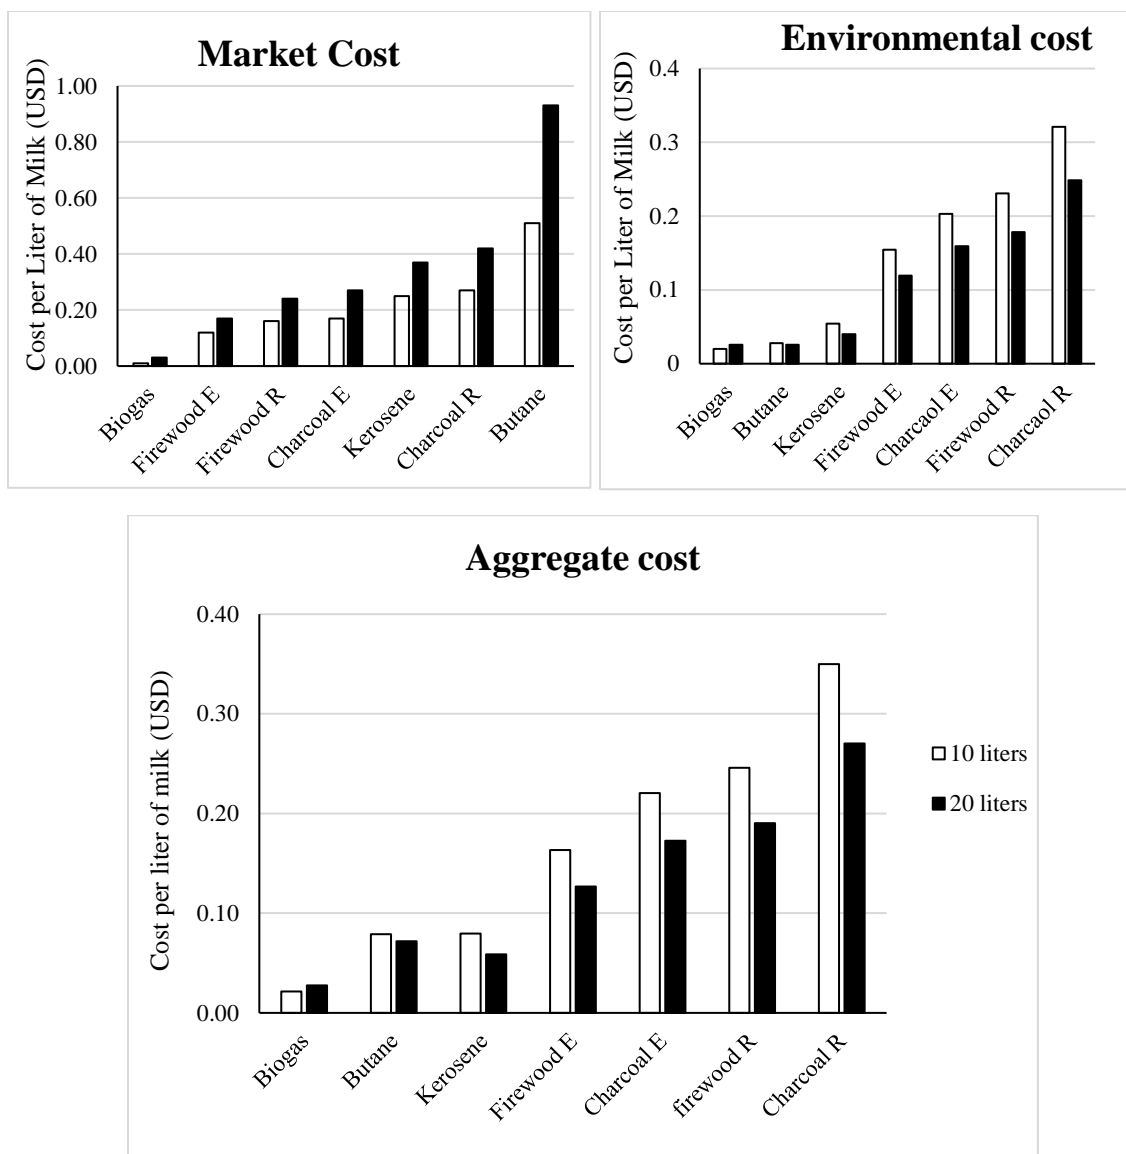 Market Cost
Cost per Liter of Milk (USD)
1.00
0.80
0.60
0.40
0.20
0.00
Biogas
Firewood E
Firewood R
Charcoal E
Kerosene
Charcoal R
Butane
Environmental cost
Cost per Liter of Milk (USD)
0.4
0.3
0.2
0.1
0
Biogas
Butane
Kerosene
Firewood E
Charcaol E
Firewood R
Charcaol R
Aggregate cost
Cost per liter of milk (USD)
0.40
0.30
0.20
0.10
0.00
Biogas
Butane
Kerosene
Firewood E
Charcoal E
firewood R
Charcoal R
10 liters
20 liters